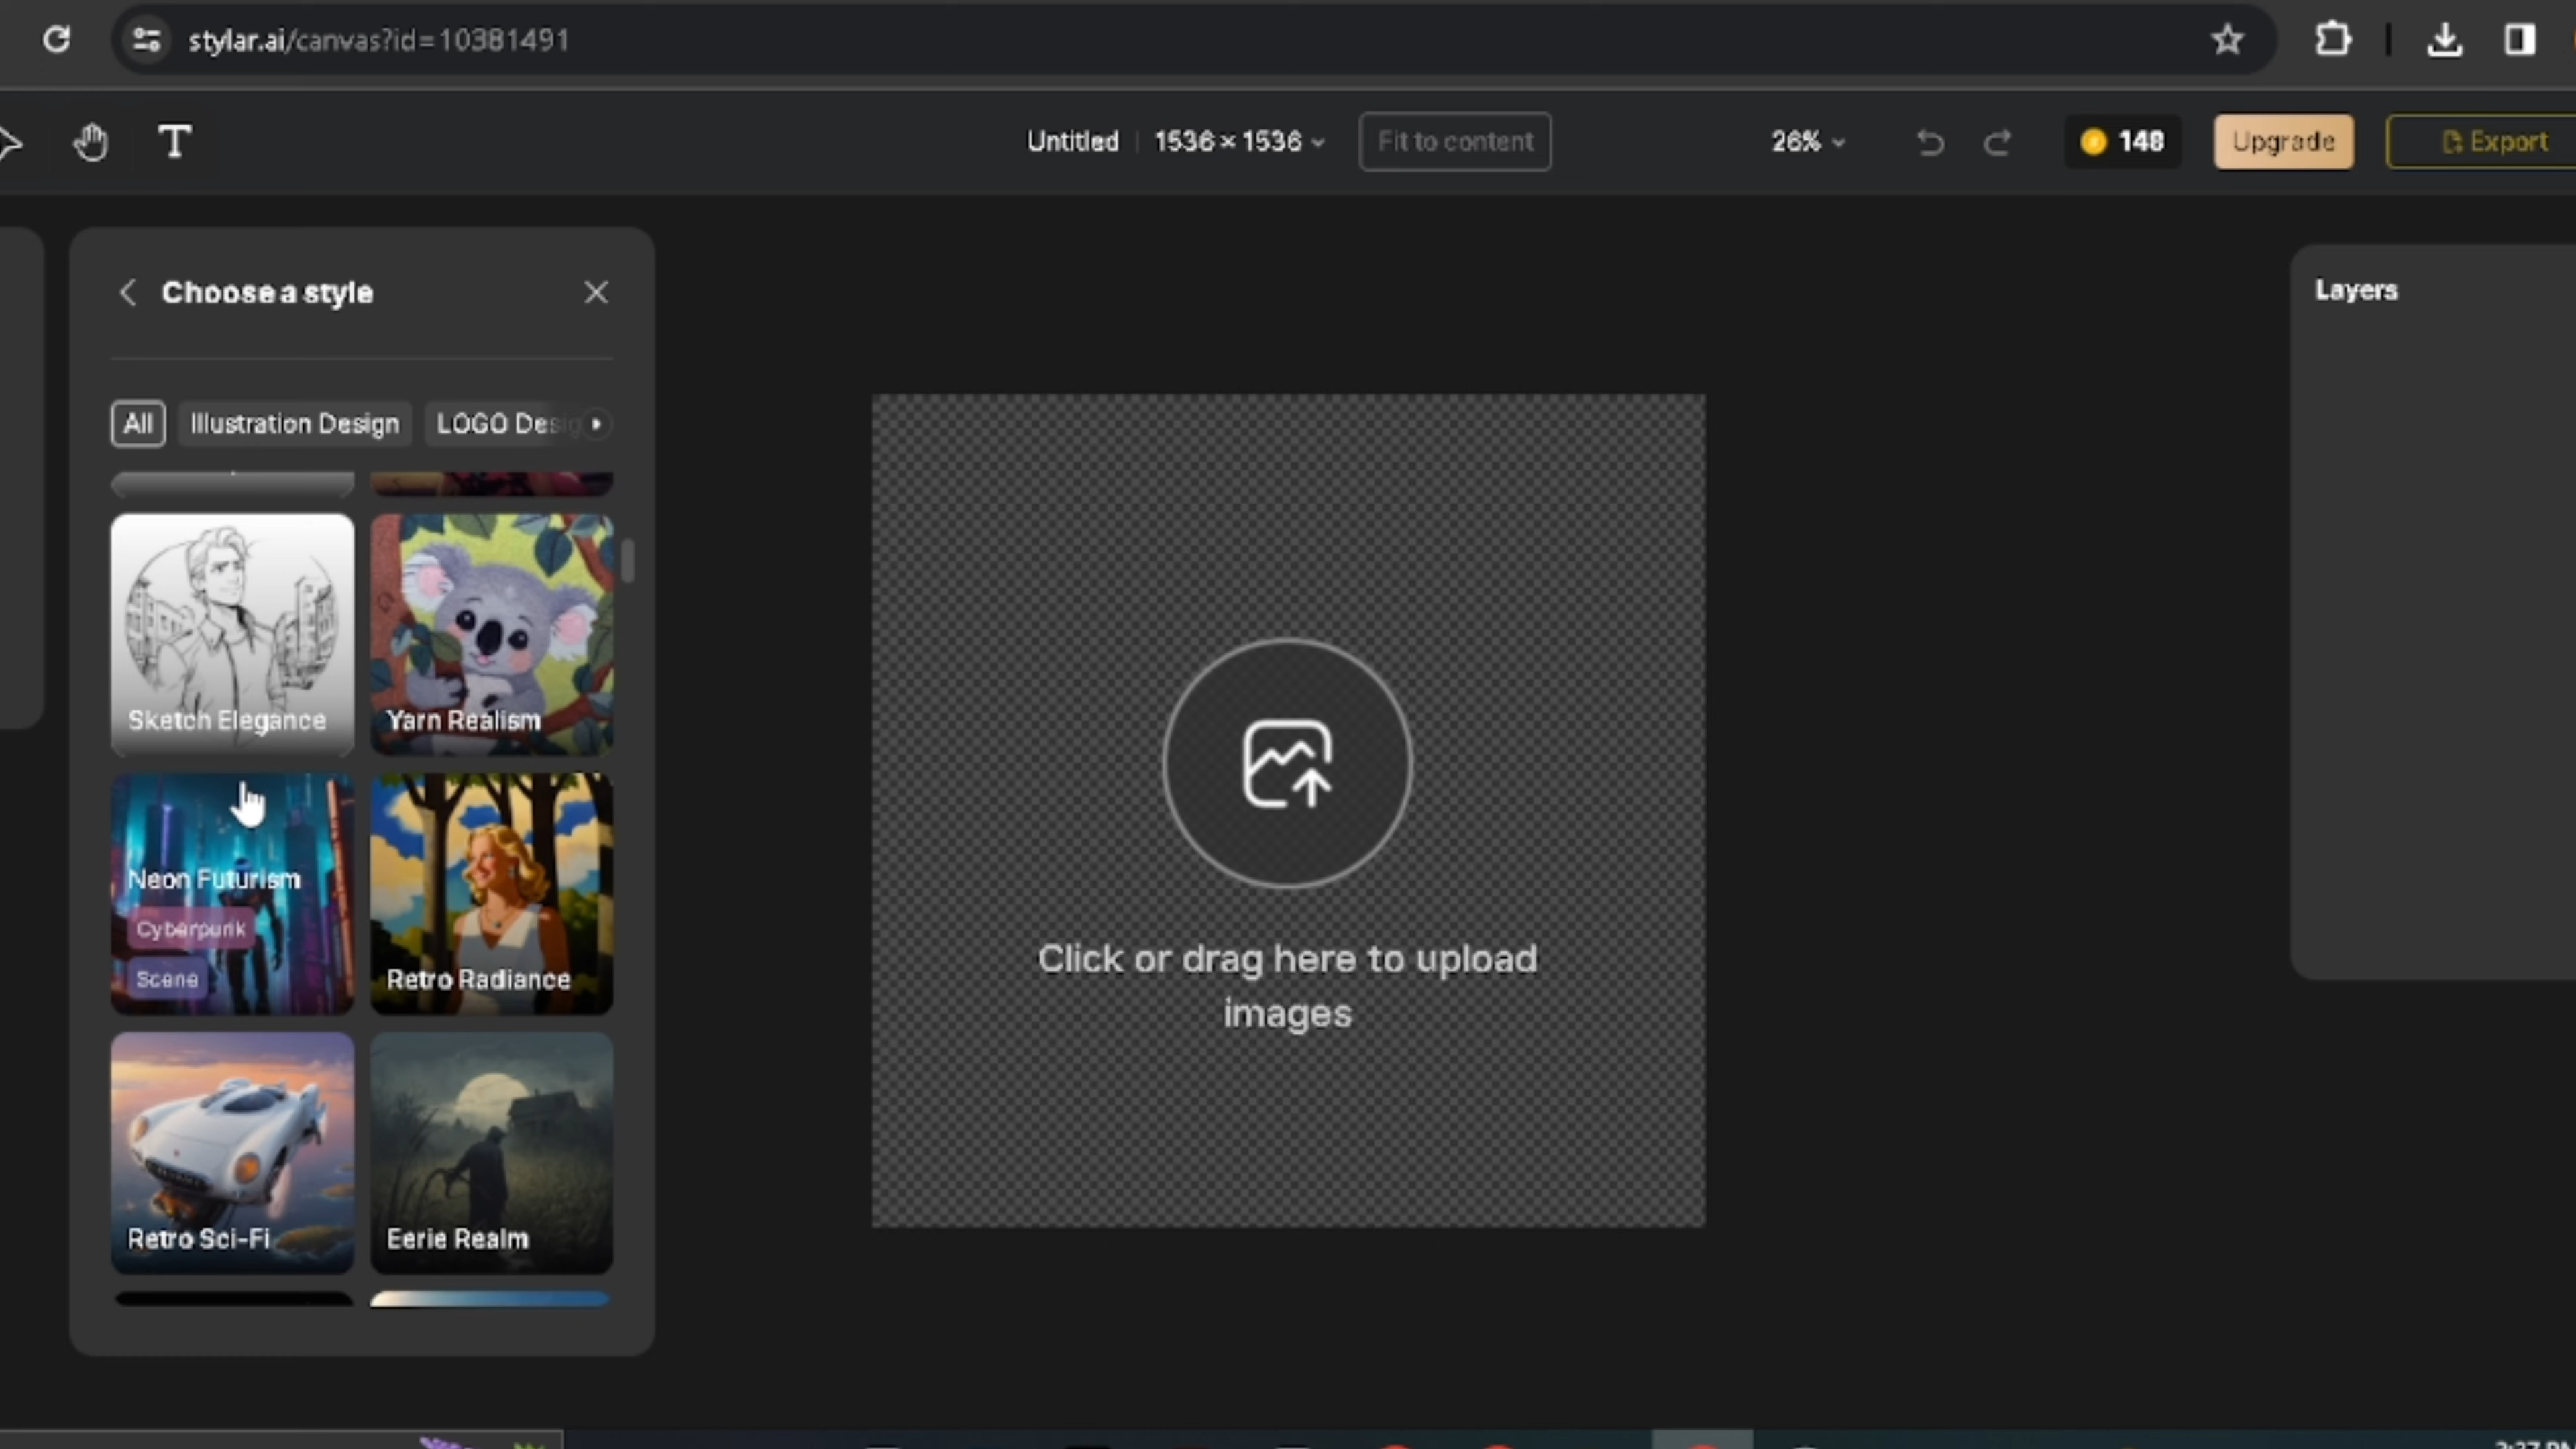 stylar.ai/canvas?id=10381491
Untitled
1536 × 1536
Fit to content
26%
148
Upgrade
Export
Choose a style
Layers
All
Illustration Design
LOGO Desig
Sketch Elegance
Yarn Realism
Neon Futurism
Cyberpunk
Scene
Retro Radiance
Retro Sci-Fi
Eerie Realm
Click or drag here to upload
images